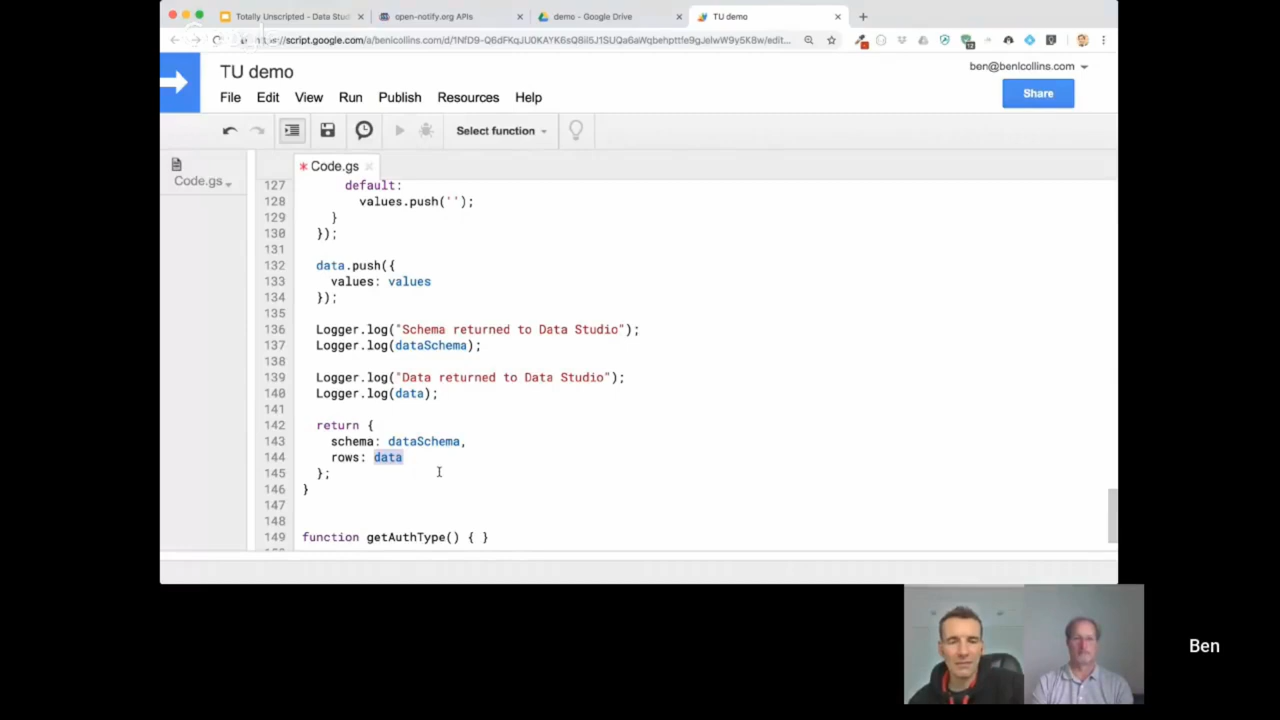 Totally Unscripted - Data Stud
open-notify.org APIs
demo - Google Drive
TU demo
TU demo
ben@benlcollins.com
File Edit View Run Publish Resources Help
Share
Select function
Code.gs
Code.gs
127 default:
128 values.push('');
129 }
130 });
131
132 data.push({
133 values: values
134 });
135
136 Logger.log("Schema returned to Data Studio");
137 Logger.log(dataSchema);
138
139 Logger.log("Data returned to Data Studio");
140 Logger.log(data);
141
142 return {
143 schema: dataSchema,
144 rows: data
145 };
146 }
147
148
149 function getAuthType() { }
Ben